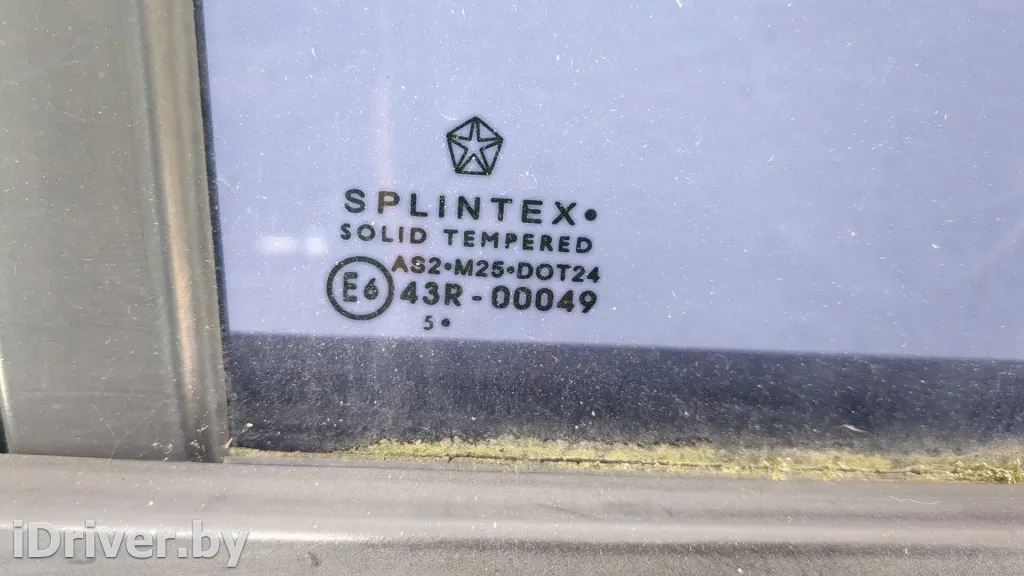 SPLINTEX•
SOLID TEMPERED
AS2•M25•DOT24
E6 43R-00049
5•
iDriver.by